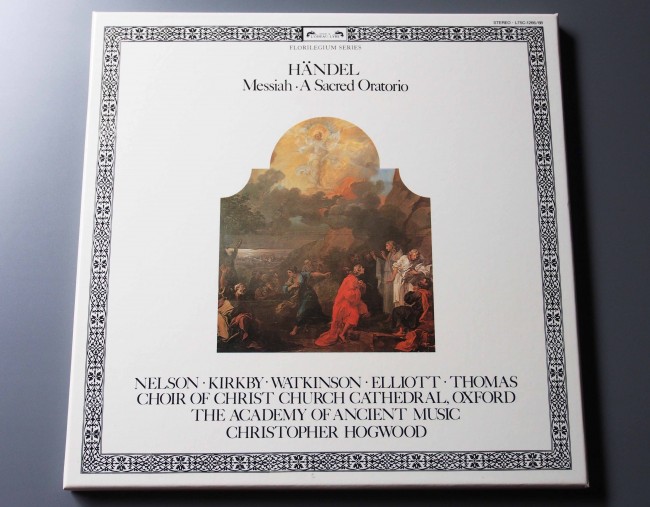 STEREO
FLORILEGIUM SERIES
HÄNDEL
Messiah · A Sacred Oratorio
NELSON · KIRKBY · WATKINSON · ELLIOTT · THOMAS
CHOIR OF CHRIST CHURCH CATHEDRAL, OXFORD
THE ACADEMY OF ANCIENT MUSIC
CHRISTOPHER HOGWOOD